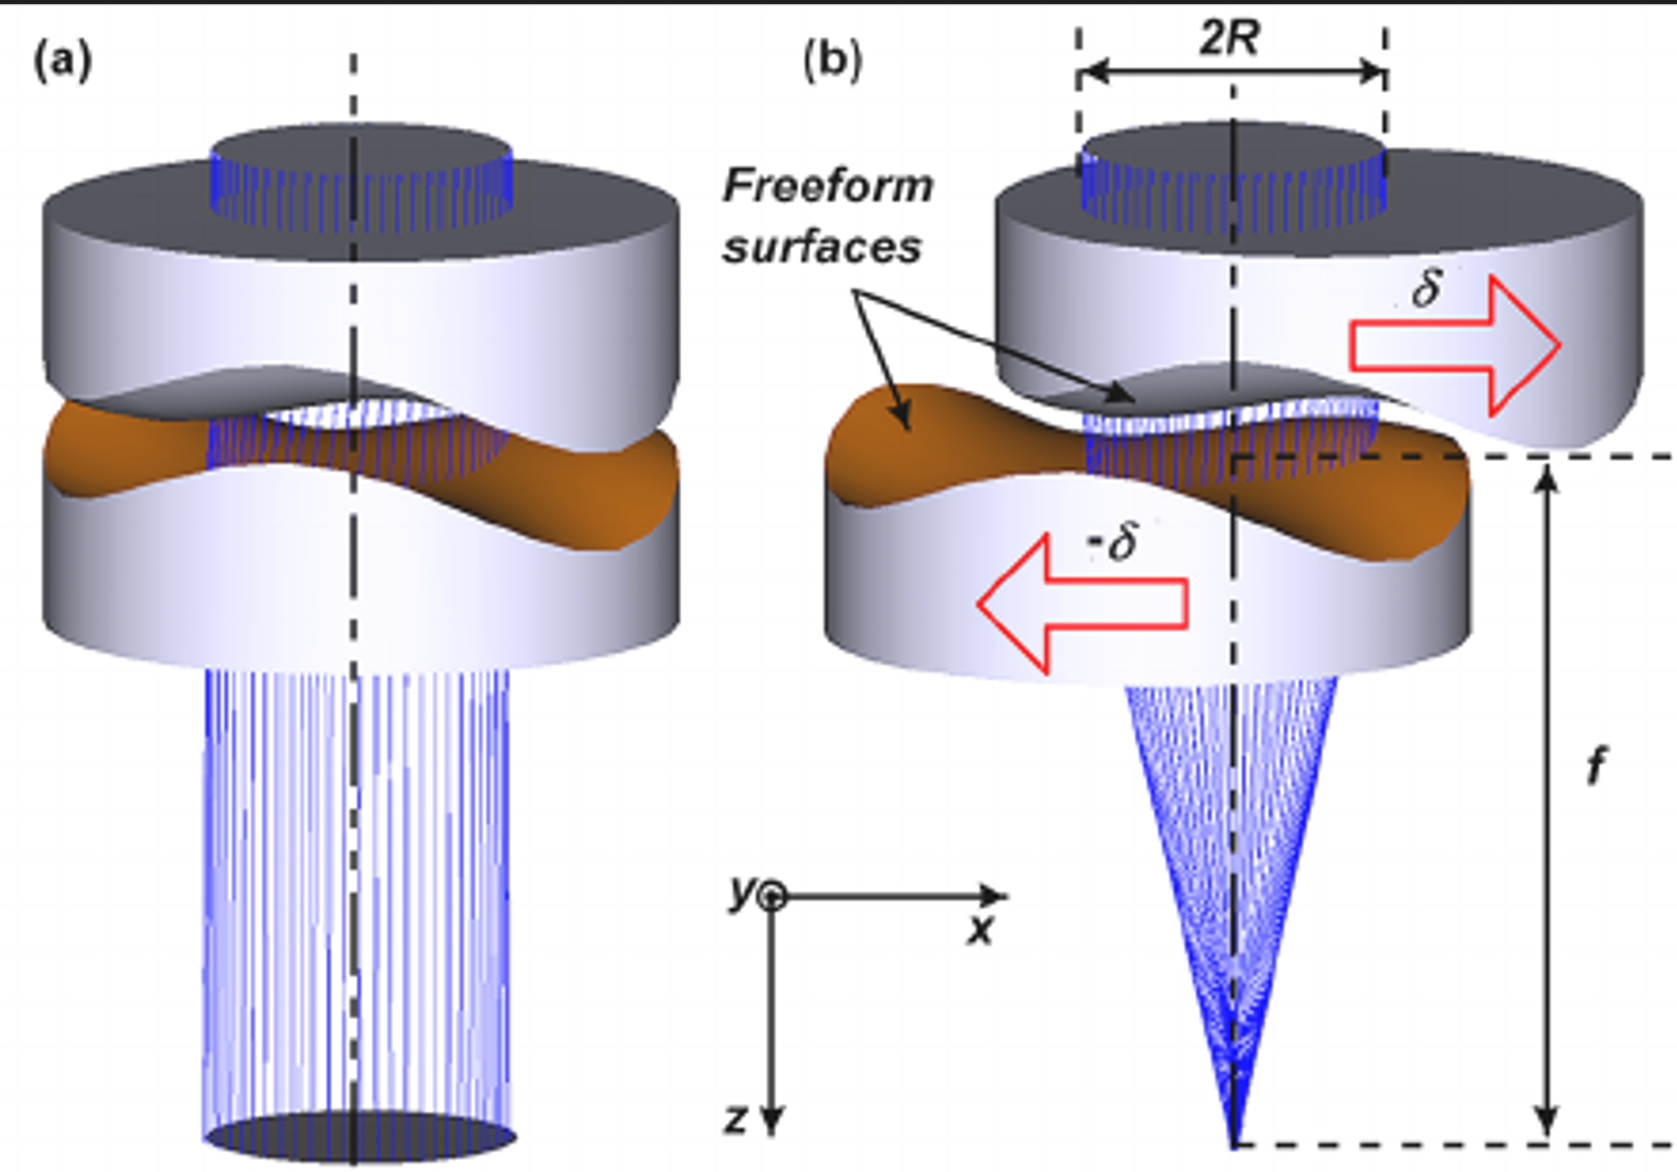 (a)
(b)
2R
Freeform
surfaces
δ
-δ
f
y
x
z